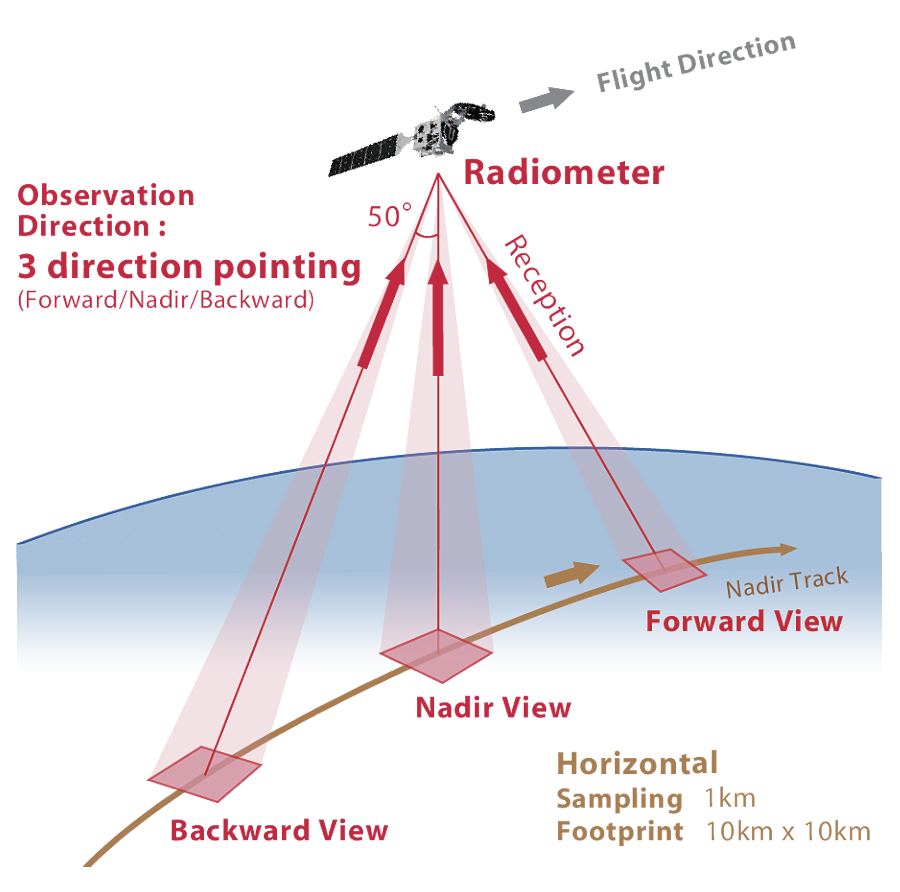 Flight Direction
Radiometer
Observation
Direction :
3 direction pointing
(Forward/Nadir/Backward)
50°
Reception
Nadir Track
Forward View
Nadir View
Backward View
Horizontal
Sampling 1km
Footprint 10km x 10km